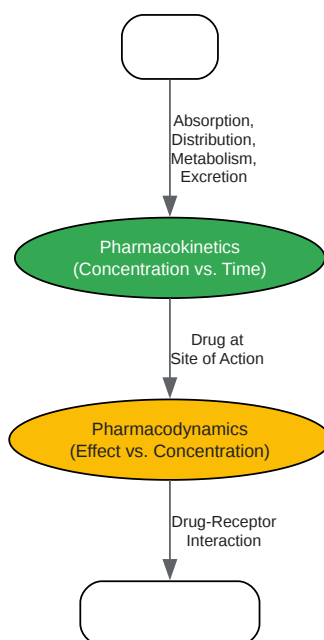 Absorption,
Distribution,
Metabolism,
Excretion
Pharmacokinetics
(Concentration vs. Time)
Drug at
Site of Action
Pharmacodynamics
(Effect vs. Concentration)
Drug-Receptor
Interaction